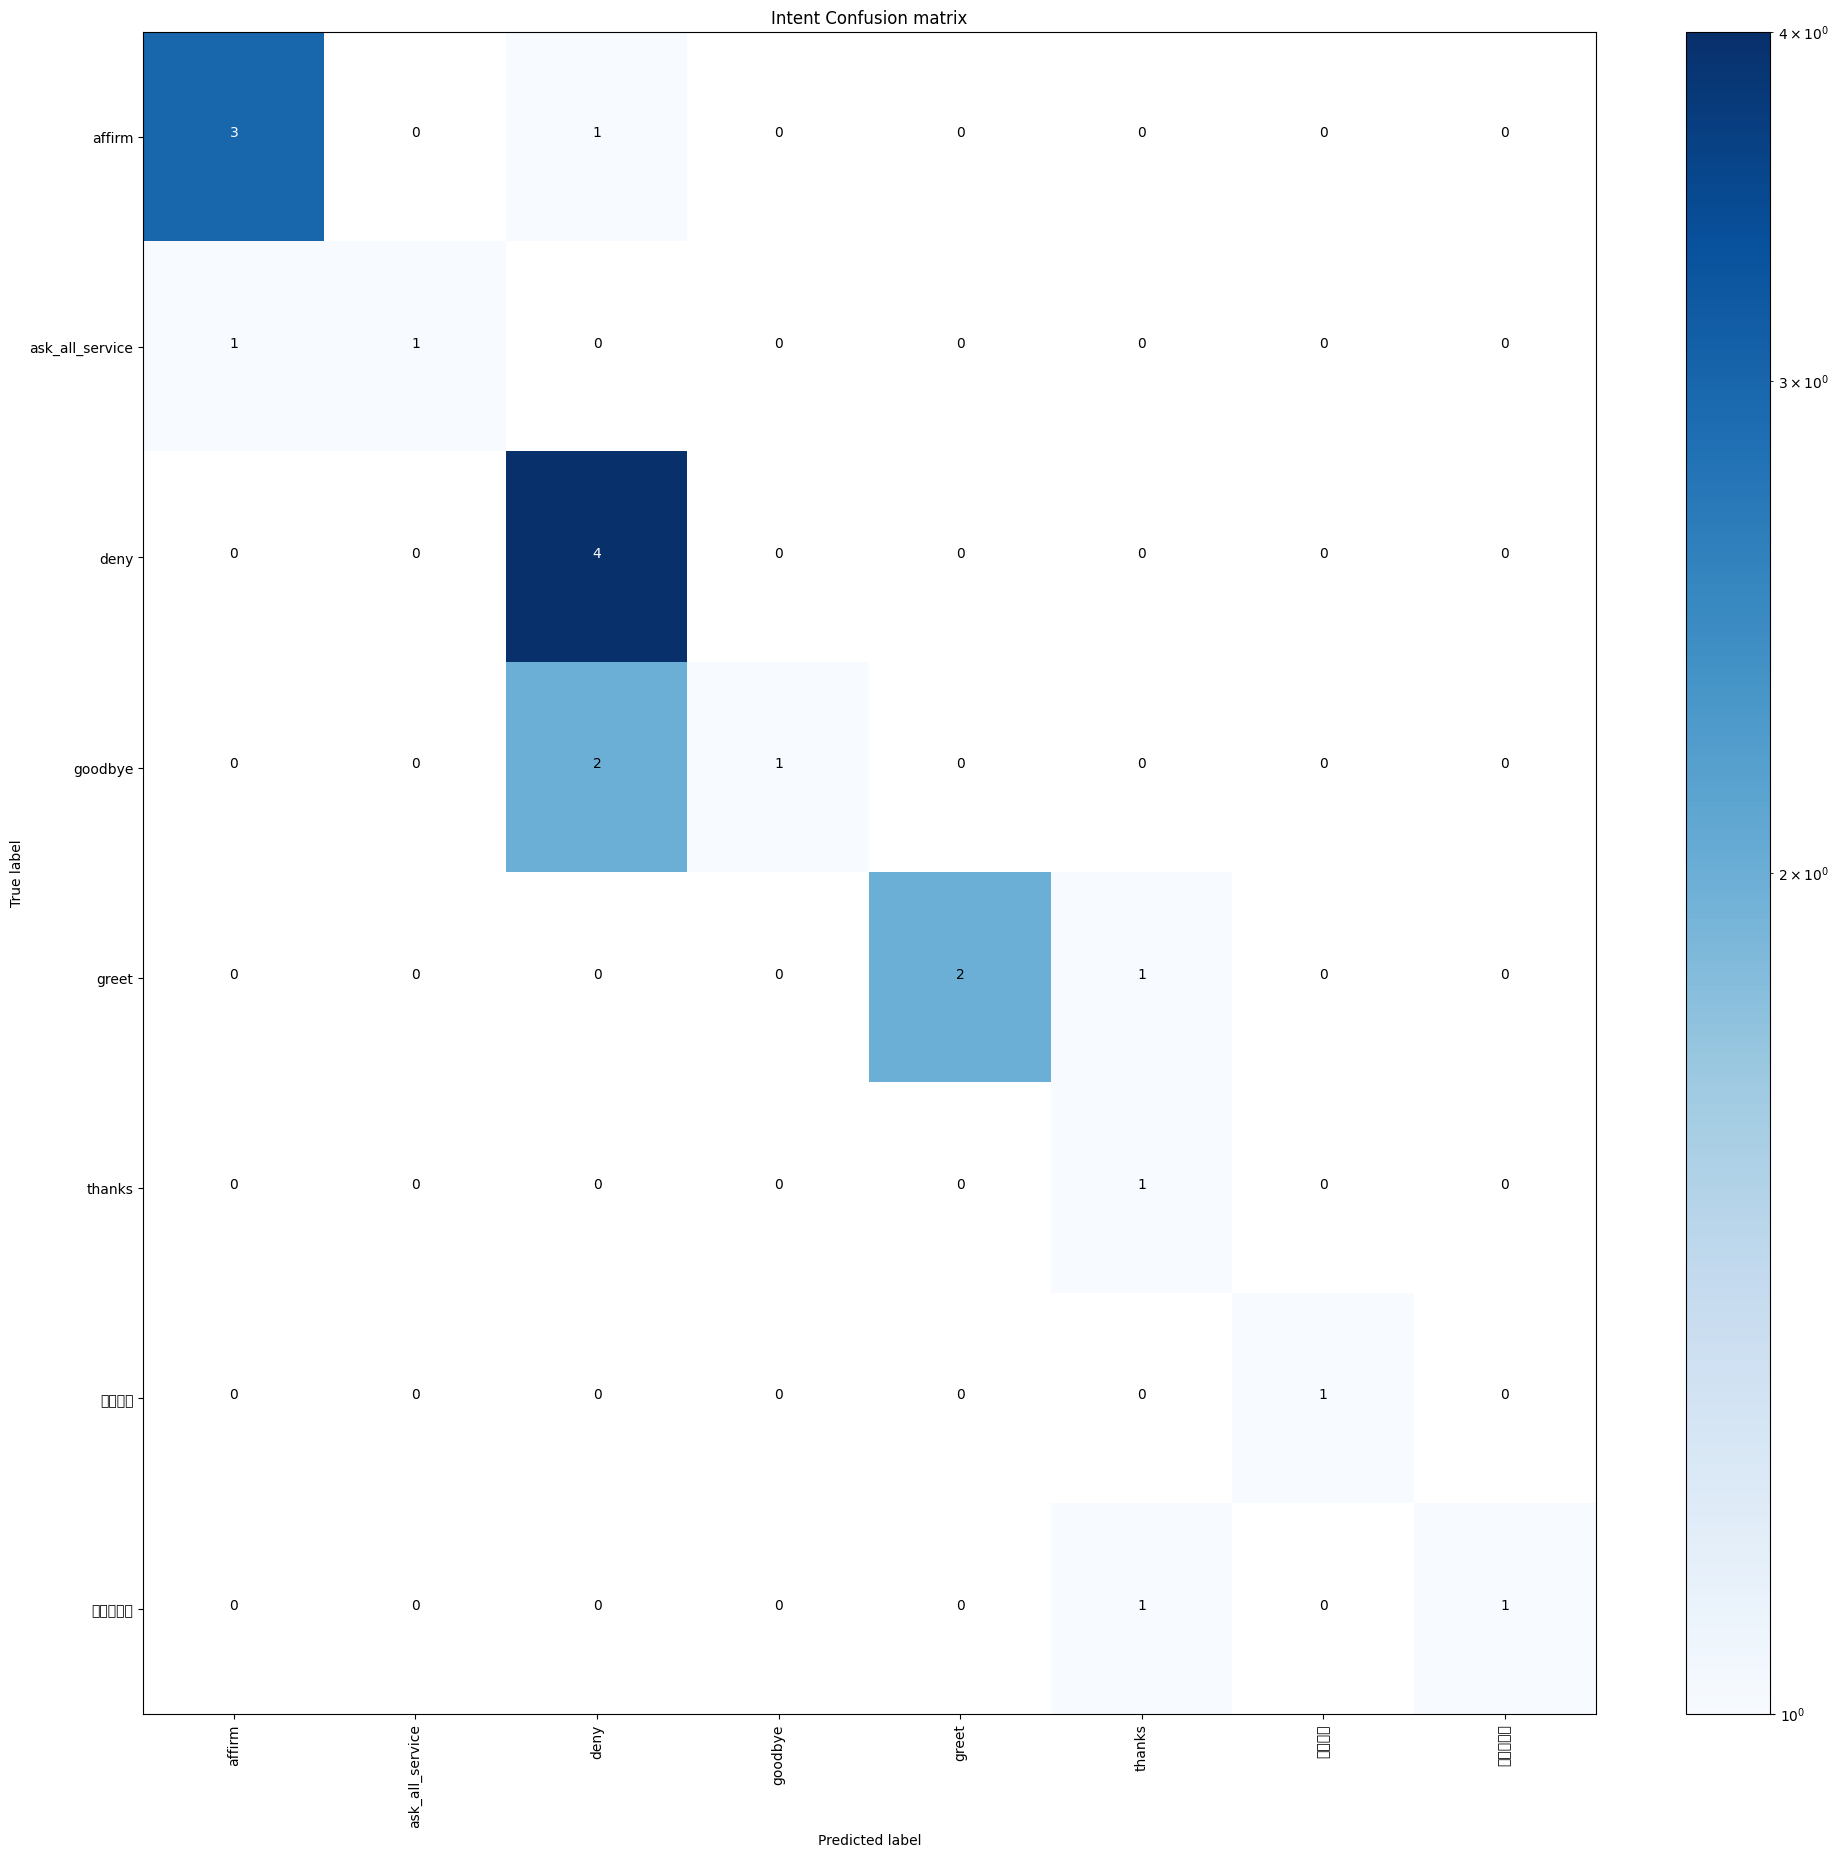 Intent Confusion matrix
affirm 3 0 1 0 0 0 0 0
ask_all_service 1 1 0 0 0 0 0 0
deny 0 0 4 0 0 0 0 0
goodbye 0 0 2 1 0 0 0 0
greet 0 0 0 0 2 1 0 0
thanks 0 0 0 0 0 1 0 0
□□□□ 0 0 0 0 0 0 1 0
□□□□□ 0 0 0 0 0 1 0 1
True label
affirm
ask_all_service
deny
goodbye
greet
thanks
□□□□
□□□□□
Predicted label
4 × 10⁰
3 × 10⁰
2 × 10⁰
10⁰